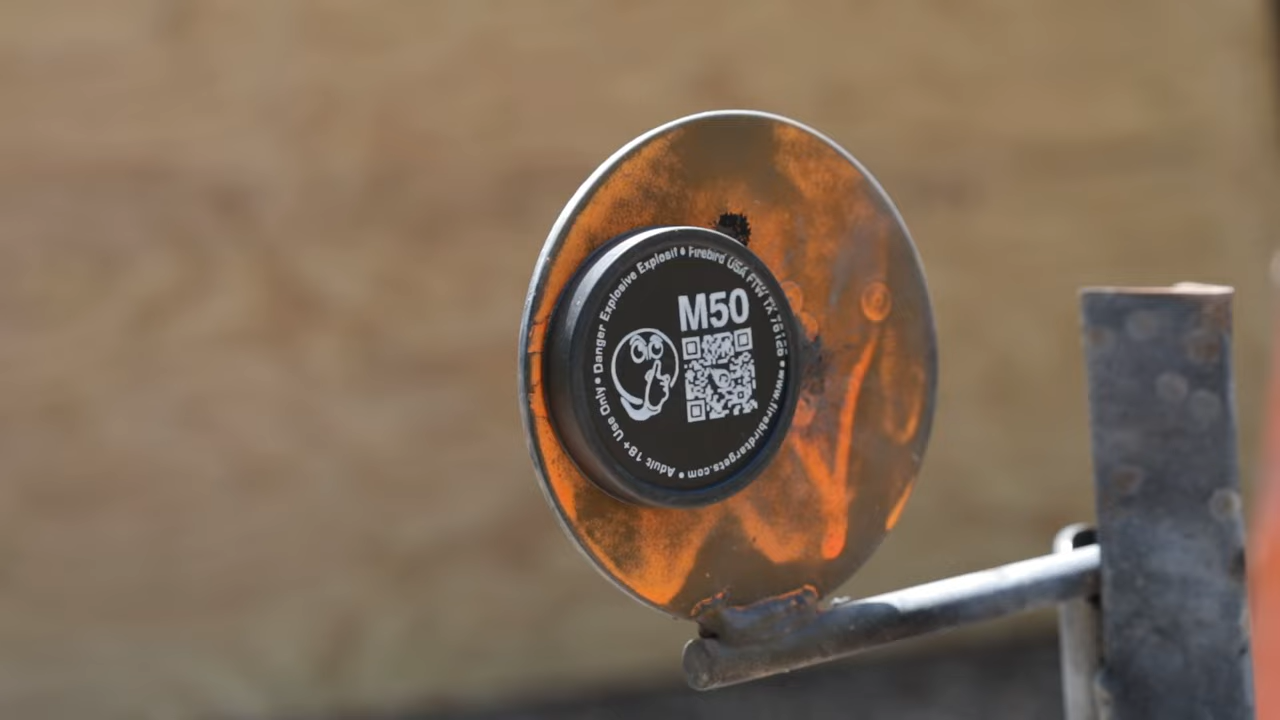 M50
Danger Explosive Explosif • Firebird USA FTW TX 76126 • www.firebirdtargets.com • Adult 18+ Use Only •